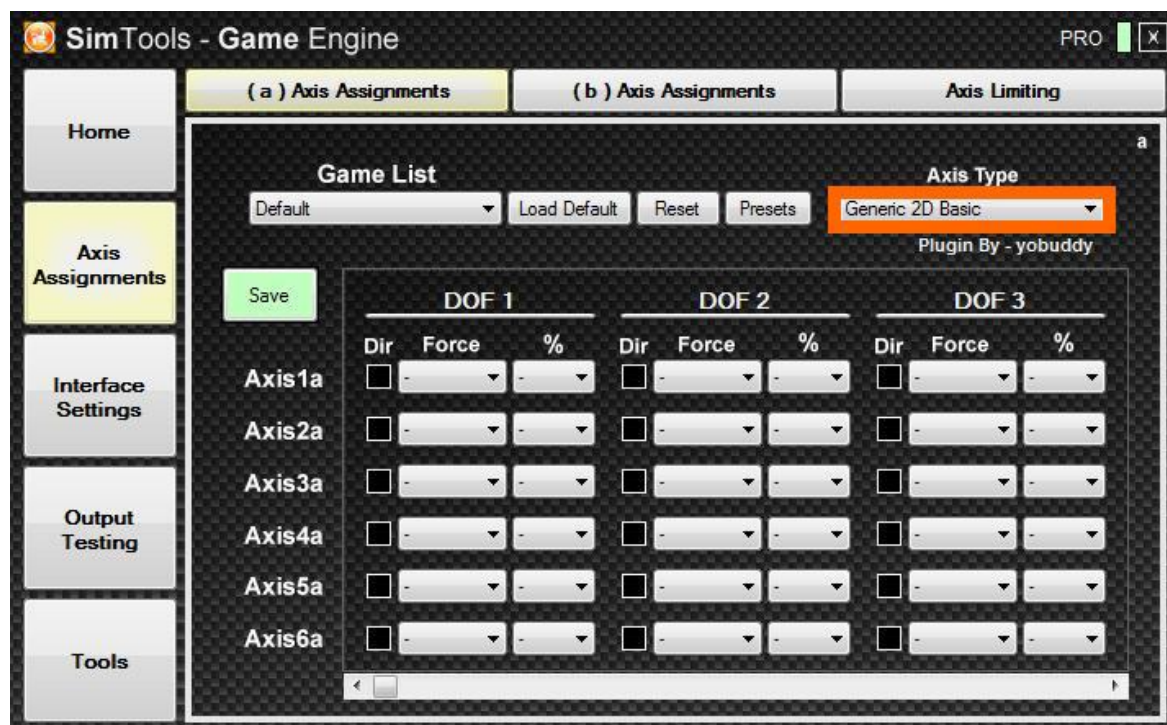 SimTools - Game Engine PRO X
( a ) Axis Assignments ( b ) Axis Assignments Axis Limiting
Home
a
Game List Axis Type
Default Load Default Reset Presets Generic 2D Basic
Plugin By - yobuddy
Axis
Assignments
Save DOF 1 DOF 2 DOF 3
Dir Force % Dir Force % Dir Force %
Axis1a - - - - - -
Interface
Settings
Axis2a - - - - - -
Axis3a - - - - - -
Output
Testing
Axis4a - - - - - -
Axis5a - - - - - -
Axis6a - - - - - -
Tools